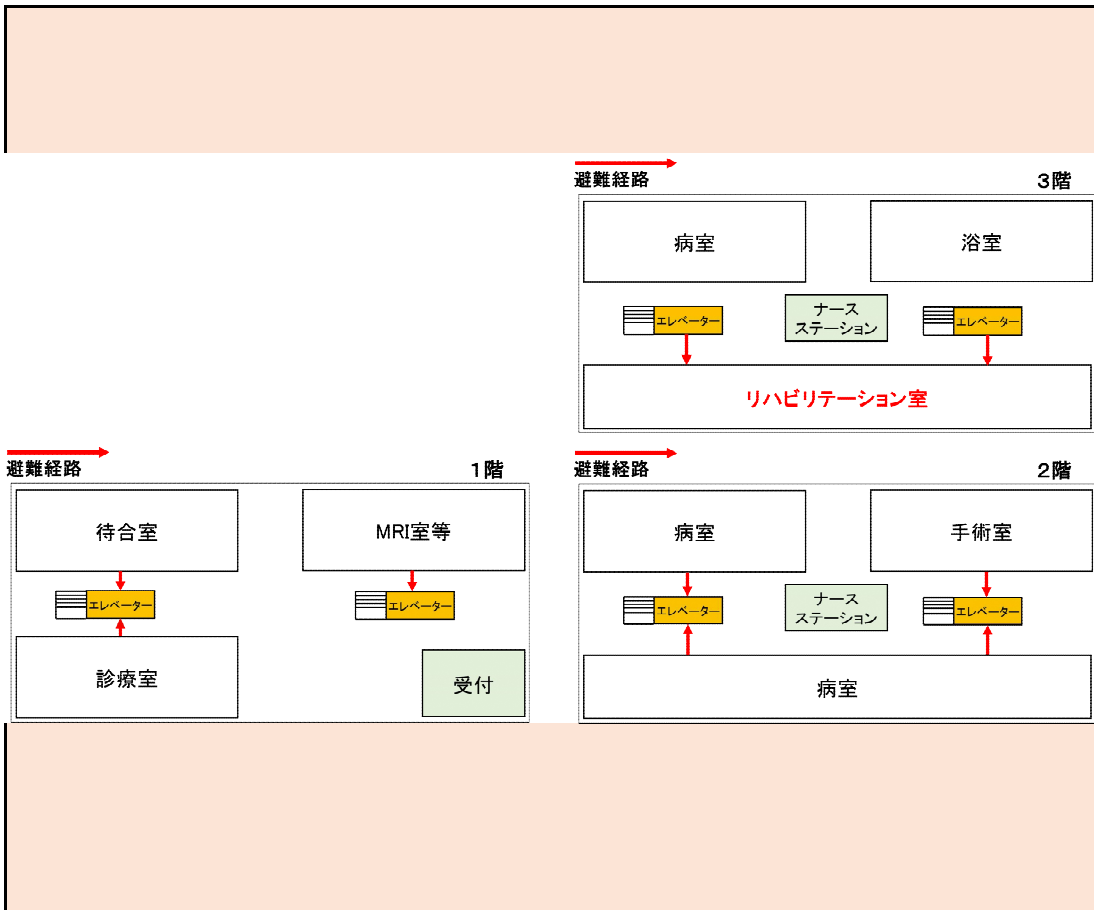 避難経路
3階
病室
浴室
エレベーター
ナース
ステーション
エレベーター
リハビリテーション室
避難経路
1階
待合室
MRI室等
エレベーター
エレベーター
診療室
受付
避難経路
2階
病室
手術室
エレベーター
ナース
ステーション
エレベーター
病室